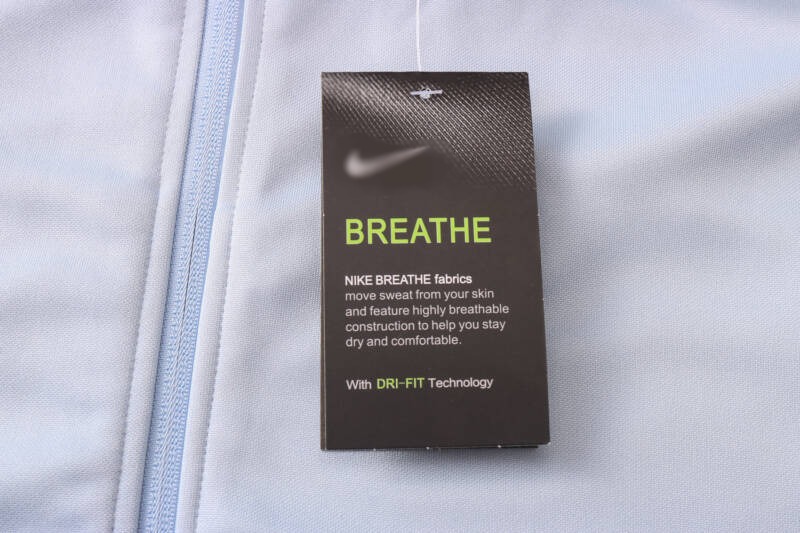 BREATHE
NIKE BREATHE fabrics
move sweat from your skin
and feature highly breathable
construction to help you stay
dry and comfortable.
With DRI-FIT Technology